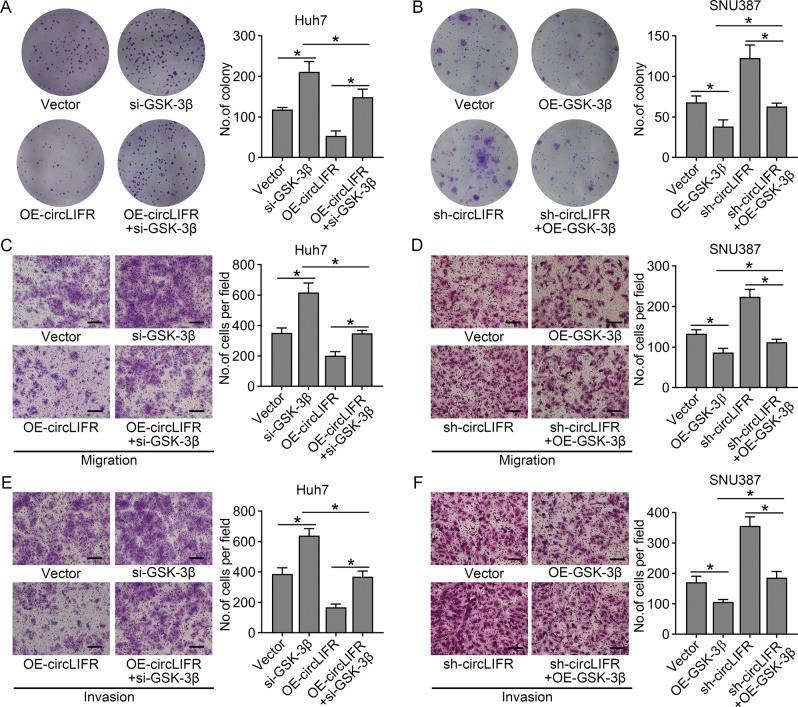 A
Vector
si-GSK-3β
OE-circLIFR
OE-circLIFR
+si-GSK-3β
Huh7
No.of colony
300
200
100
0
*
*
*
Vector
si-GSK-3β
OE-circLIFR
OE-circLIFR
+si-GSK-3β
B
Vector
OE-GSK-3β
sh-circLIFR
sh-circLIFR
+OE-GSK-3β
SNU387
No.of colony
150
100
50
0
*
*
*
Vector
OE-GSK-3β
sh-circLIFR
sh-circLIFR
+OE-GSK-3β
C
Vector
si-GSK-3β
OE-circLIFR
OE-circLIFR
+si-GSK-3β
Migration
Huh7
No.of cells per field
800
600
400
200
0
*
*
*
Vector
si-GSK-3β
OE-circLIFR
OE-circLIFR
+si-GSK-3β
D
Vector
OE-GSK-3β
sh-circLIFR
sh-circLIFR
+OE-GSK-3β
Migration
SNU387
No.of cells per field
300
200
100
0
*
*
*
Vector
OE-GSK-3β
sh-circLIFR
sh-circLIFR
+OE-GSK-3β
E
Vector
si-GSK-3β
OE-circLIFR
OE-circLIFR
+si-GSK-3β
Invasion
Huh7
No.of cells per field
800
600
400
200
0
*
*
*
Vector
si-GSK-3β
OE-circLIFR
OE-circLIFR
+si-GSK-3β
F
Vector
OE-GSK-3β
sh-circLIFR
sh-circLIFR
+OE-GSK-3β
Invasion
SNU387
No.of cells per field
400
300
200
100
0
*
*
*
Vector
OE-GSK-3β
sh-circLIFR
sh-circLIFR
+OE-GSK-3β